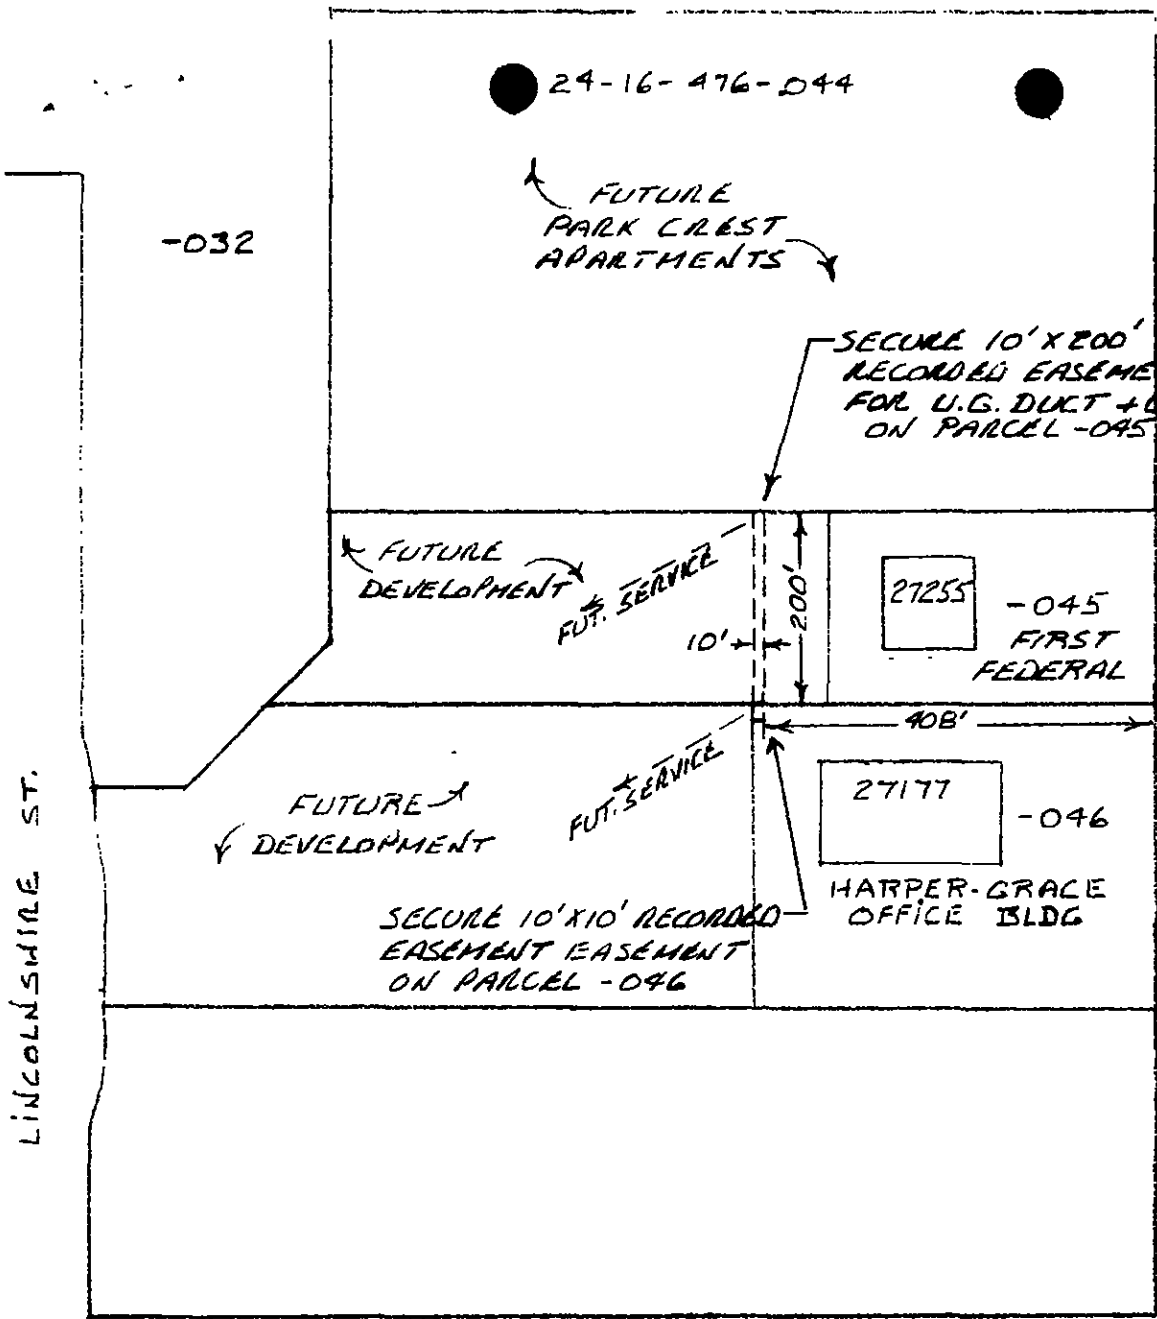 24-16-476-044
FUTURE
PARK CREST
APARTMENTS
-032
SECURE 10' X 200'
RECORDED EASEME
FOR U.G. DUCT +
ON PARCEL -045
FUTURE
DEVELOPMENT
FUT. SERVICE
10'
200'
27255
-045
FIRST
FEDERAL
408'
FUT. SERVICE
27177
-046
FUTURE
DEVELOPMENT
HARPER-GRACE
OFFICE BLDG
SECURE 10' X 10' RECORDED
EASEMENT EASEMENT
ON PARCEL -046
LINCOLNSHIRE ST.